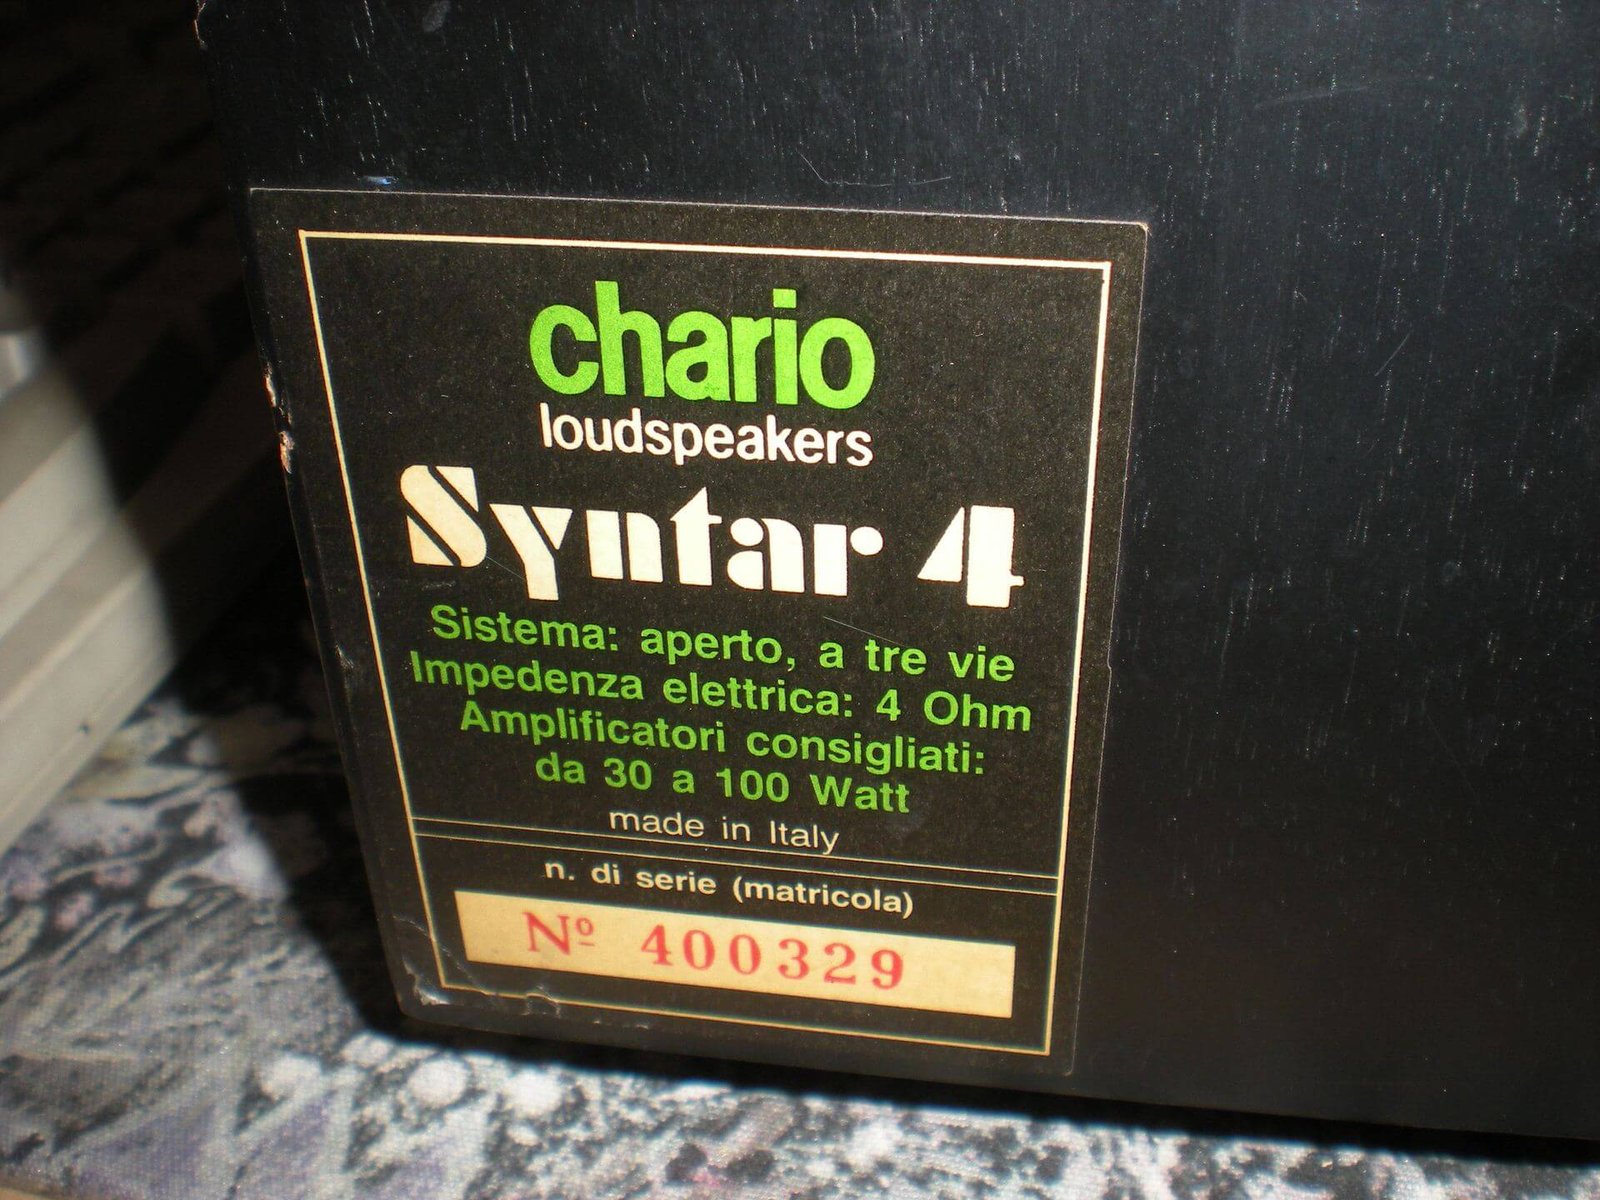 chario
loudspeakers
Syntar 4
Sistema: aperto, a tre vie
Impedenza elettrica: 4 Ohm
Amplificatori consigliati:
da 30 a 100 Watt
made in Italy
n. di serie (matricola)
Nº 400329